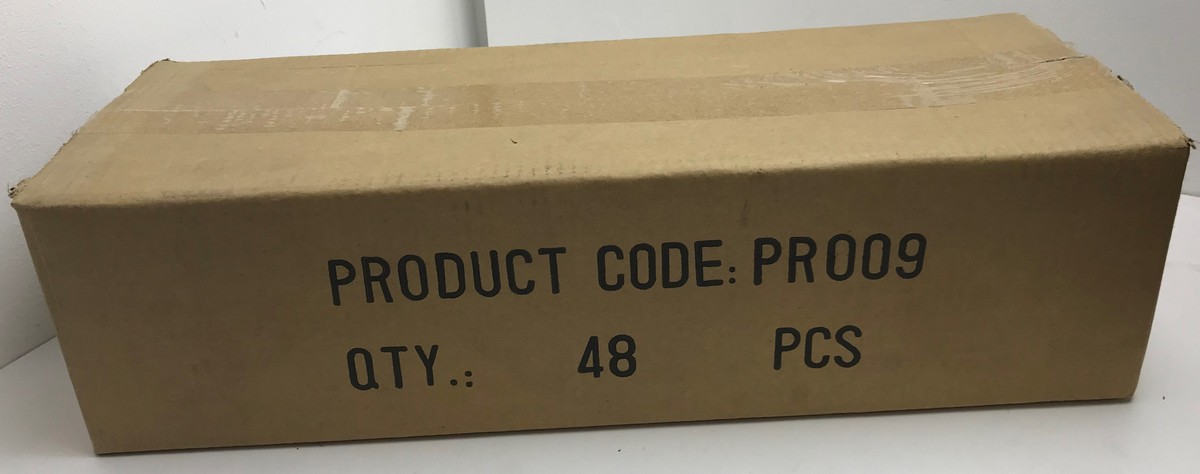 PRODUCT CODE: PR009
QTY.: 48 PCS